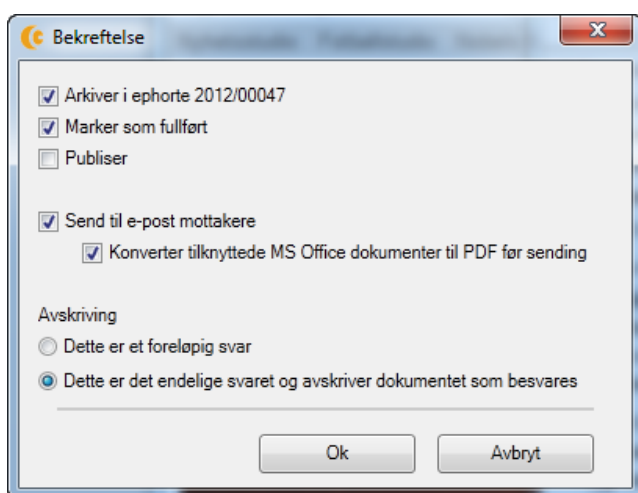 Bekreftelse
Arkiver i ephorte 2012/00047
Marker som fullført
Publiser
Send til e-post mottakere
Konverter tilknyttede MS Office dokumenter til PDF før sending
Avskriving
Dette er et foreløpig svar
Dette er det endelige svaret og avskriver dokumentet som besvares
Ok
Avbryt